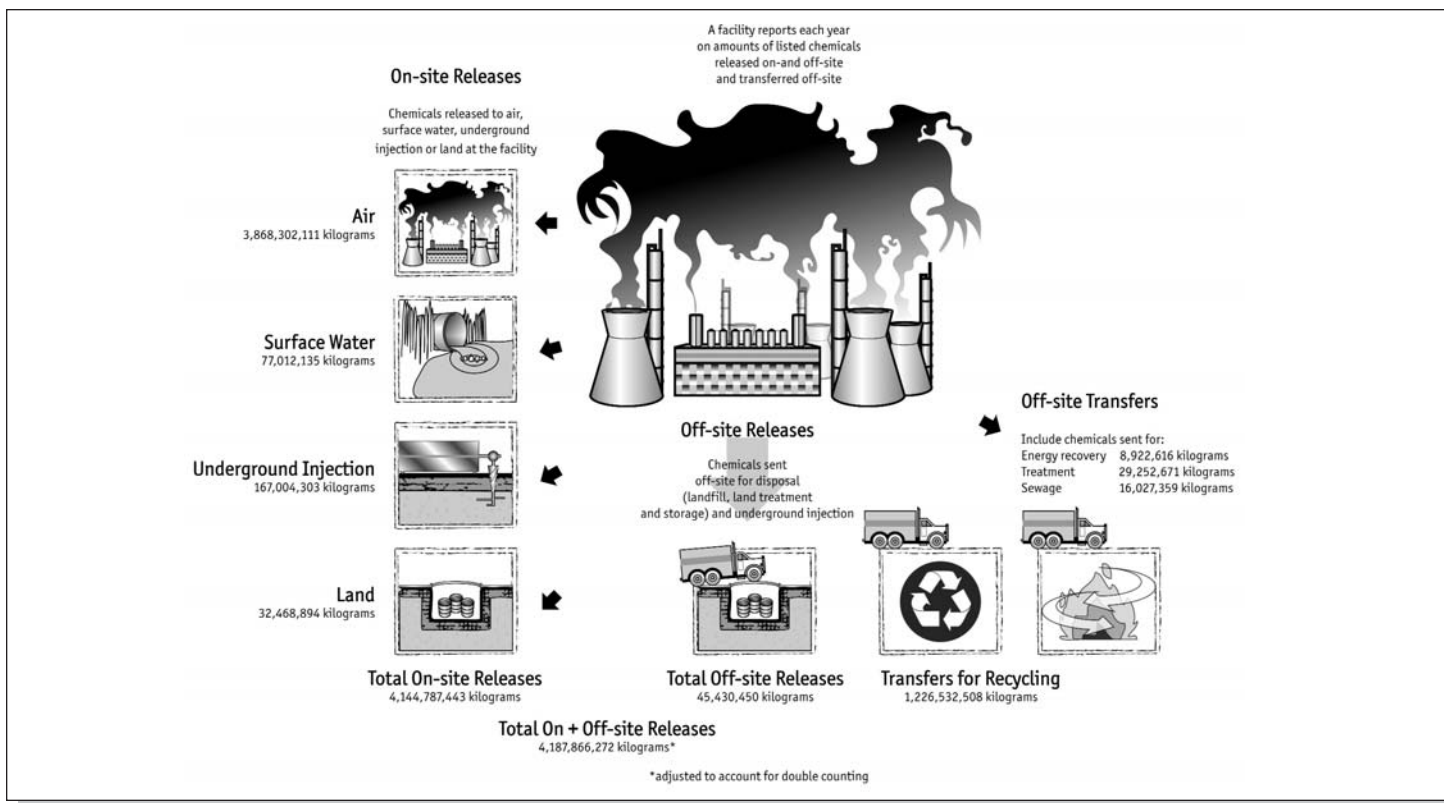 A facility reports each year
on amounts of listed chemicals
released on-and off-site
and transferred off-site
On-site Releases
Chemicals released to air,
surface water, underground
injection or land at the facility
Air
3,868,302,111 kilograms
Surface Water
77,012,135 kilograms
Underground Injection
167,004,303 kilograms
Land
32,468,894 kilograms
Total On-site Releases
4,144,787,443 kilograms
Off-site Releases
Chemicals sent
off-site for disposal
(landfill, land treatment
and storage) and underground injection
Total Off-site Releases
45,430,450 kilograms
Off-site Transfers
Include chemicals sent for:
Energy recovery 8,922,616 kilograms
Treatment 29,252,671 kilograms
Sewage 16,027,359 kilograms
Transfers for Recycling
1,226,532,508 kilograms
Total On + Off-site Releases
4,187,866,272 kilograms*
*adjusted to account for double counting